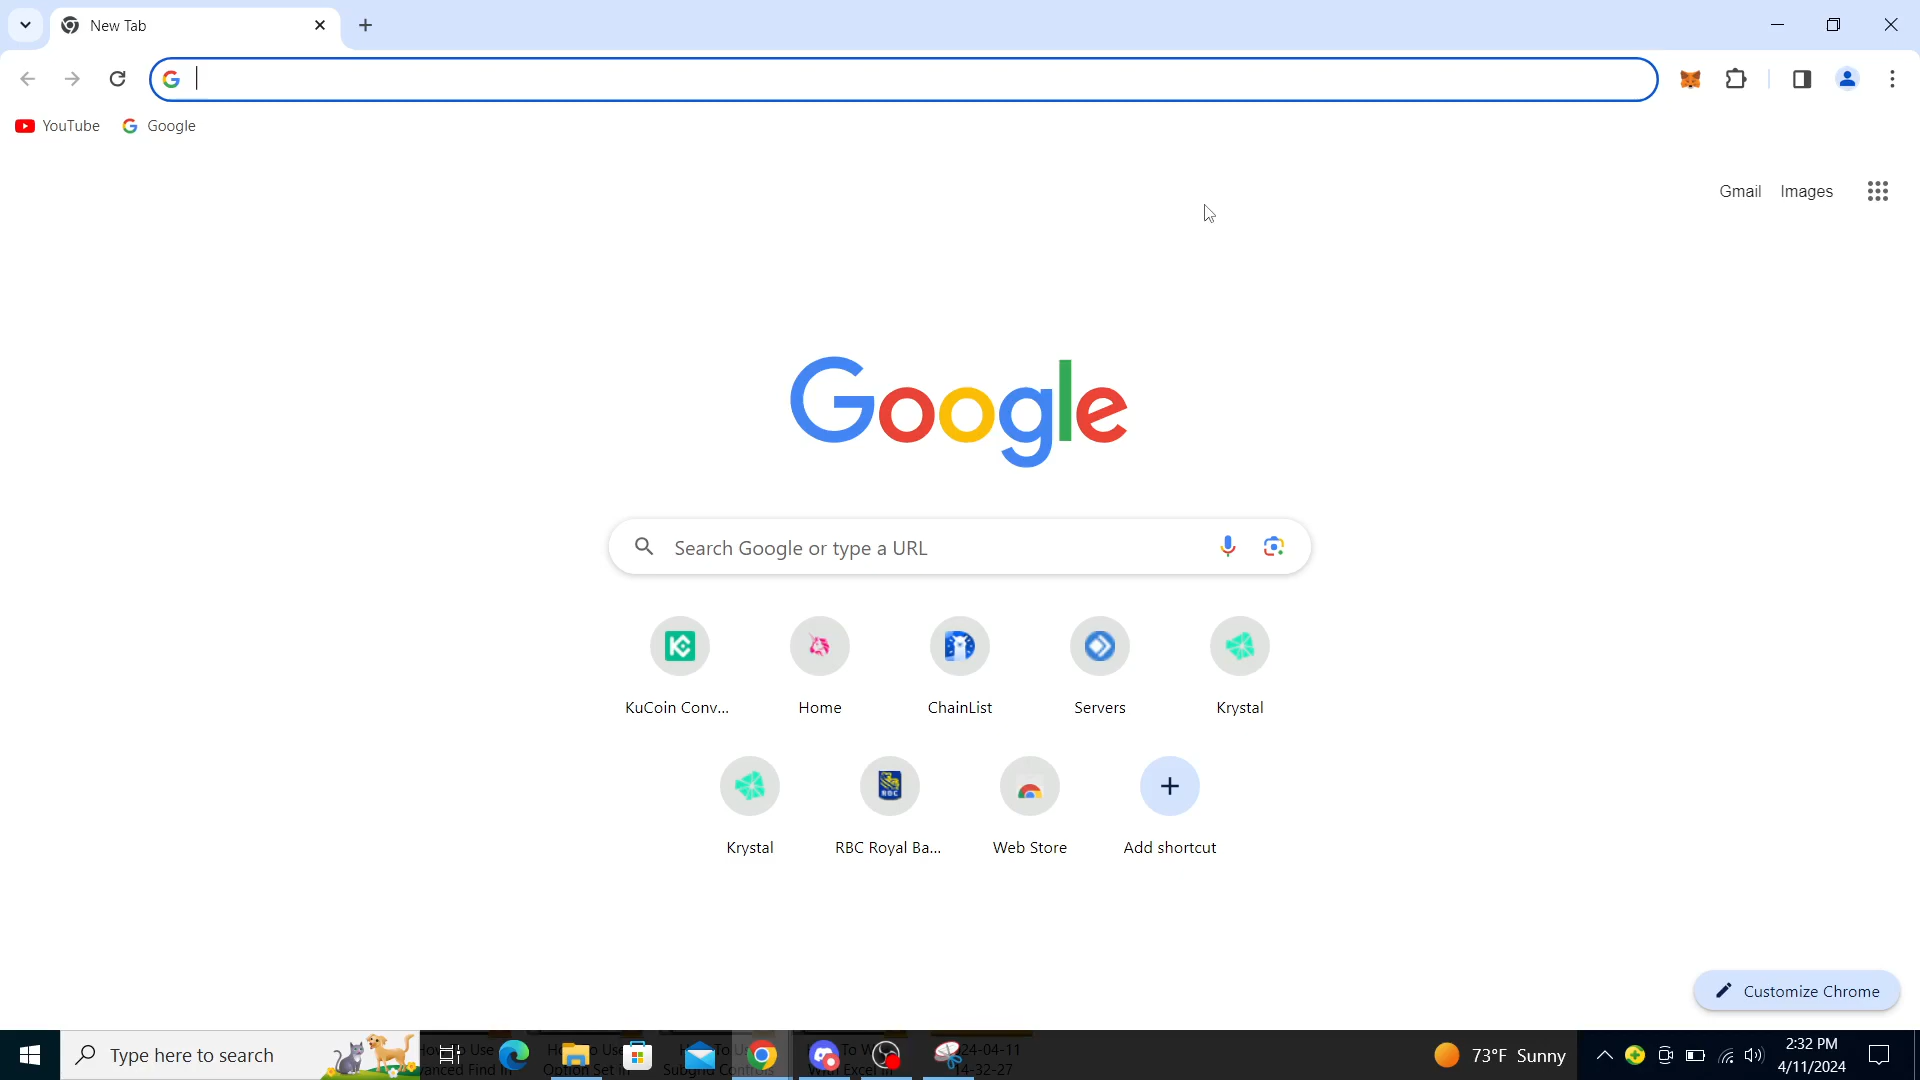 New Tab
YouTube
Google
Gmail
Images
Google
Search Google or type a URL
KuCoin Conv...
Home
ChainList
Servers
Krystal
Krystal
RBC Royal Ba...
Web Store
Add shortcut
Customize Chrome
Type here to search
73°F Sunny
2:32 PM
4/11/2024